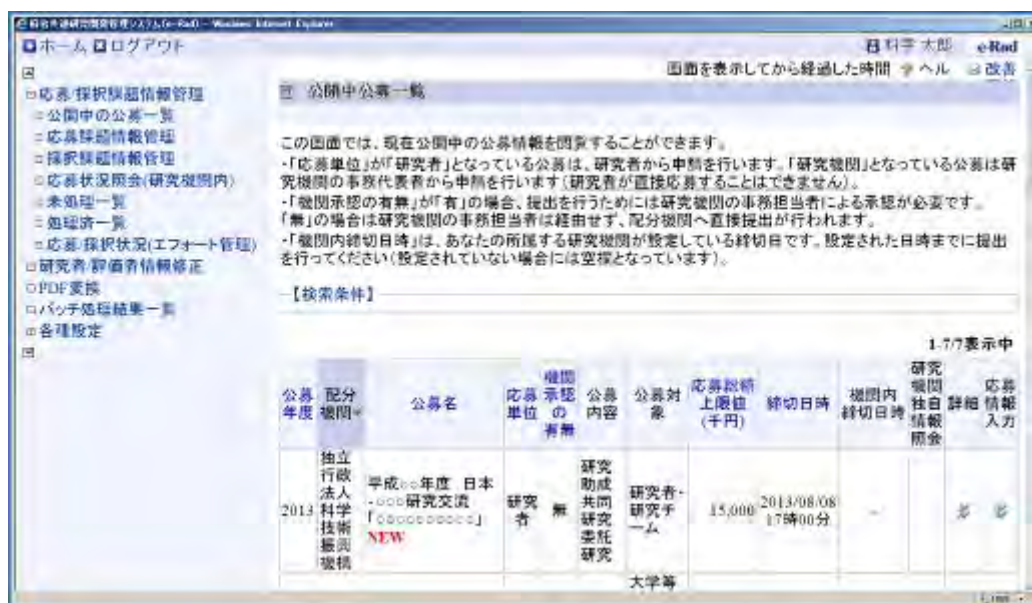 府省共通研究開発管理システム(e-Rad) - Windows Internet Explorer
ホーム ログアウト
科学 太郎 e-Rad
画面を表示してから経過した時間 ヘル 改善
応募/採択課題情報管理
公開中の公募一覧
応募課題情報管理
採択課題情報管理
応募状況照会(研究機関内)
未処理一覧
処理済一覧
応募/採択状況(エフォート管理)
研究者/評価者情報修正
PDF変換
バッチ処理結果一覧
各種設定
公開中公募一覧
この画面では、現在公開中の公募情報を閲覧することができます。
・「応募単位」が「研究者」となっている公募は、研究者から申請を行います。「研究機関」となっている公募は研
究機関の事務代表者から申請を行います(研究者が直接応募することはできません)。
・「機関承認の有無」が「有」の場合、提出を行うためには研究機関の事務担当者による承認が必要です。
「無」の場合は研究機関の事務担当者は経由せず、配分機関へ直接提出が行われます。
・「機関内締切日時」は、あなたの所属する研究機関が設定している締切日です。設定された日時までに提出
を行ってください(設定されていない場合には空欄となっています)。
【検索条件】
1-7/7表示中
公募年度 配分機関 公募名 応募単位 機関承認の有無 公募内容 公募対象 応募総額上限値(千円) 締切日時 機関内締切日時 研究機関独自情報照会 詳細 応募情報入力
2013 独立行政法人科学技術振興機構 平成○○年度 日本-○○○研究交流「○○○○○○○○○○」NEW 研究者 無 研究助成共同研究委託研究 研究者・研究チーム 15,000 2013/08/08 17時00分 -
大学等